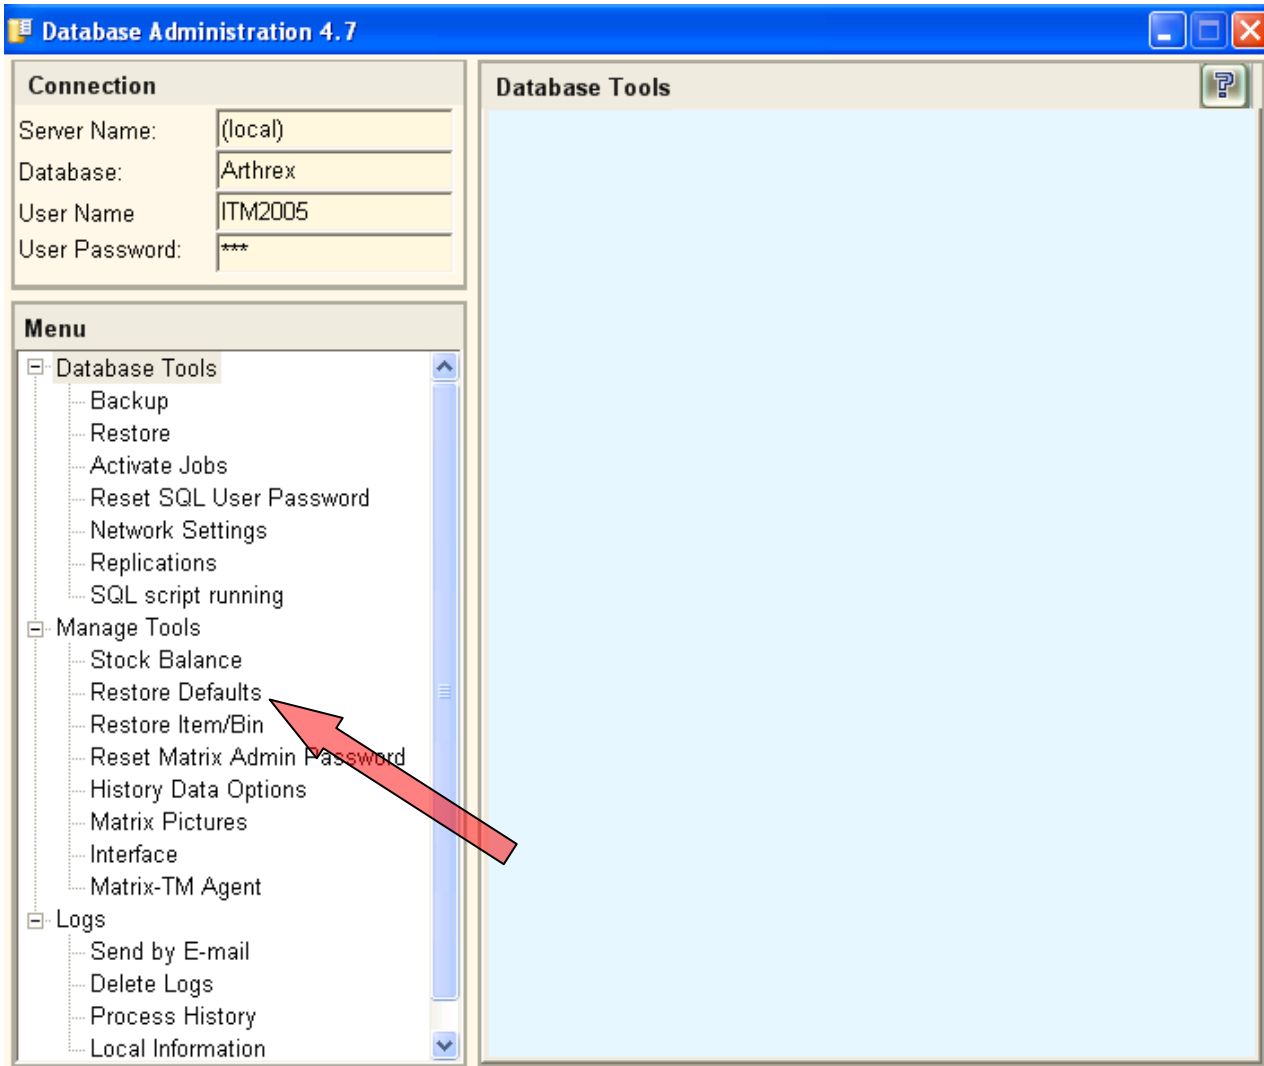 Database Administration 4.7
Connection
Server Name: (local)
Database: Arthrex
User Name ITM2005
User Password: ***
Menu
Database Tools
Backup
Restore
Activate Jobs
Reset SQL User Password
Network Settings
Replications
SQL script running
Manage Tools
Stock Balance
Restore Defaults
Restore Item/Bin
Reset Matrix Admin Password
History Data Options
Matrix Pictures
Interface
Matrix-TM Agent
Logs
Send by E-mail
Delete Logs
Process History
Local Information
Database Tools
?